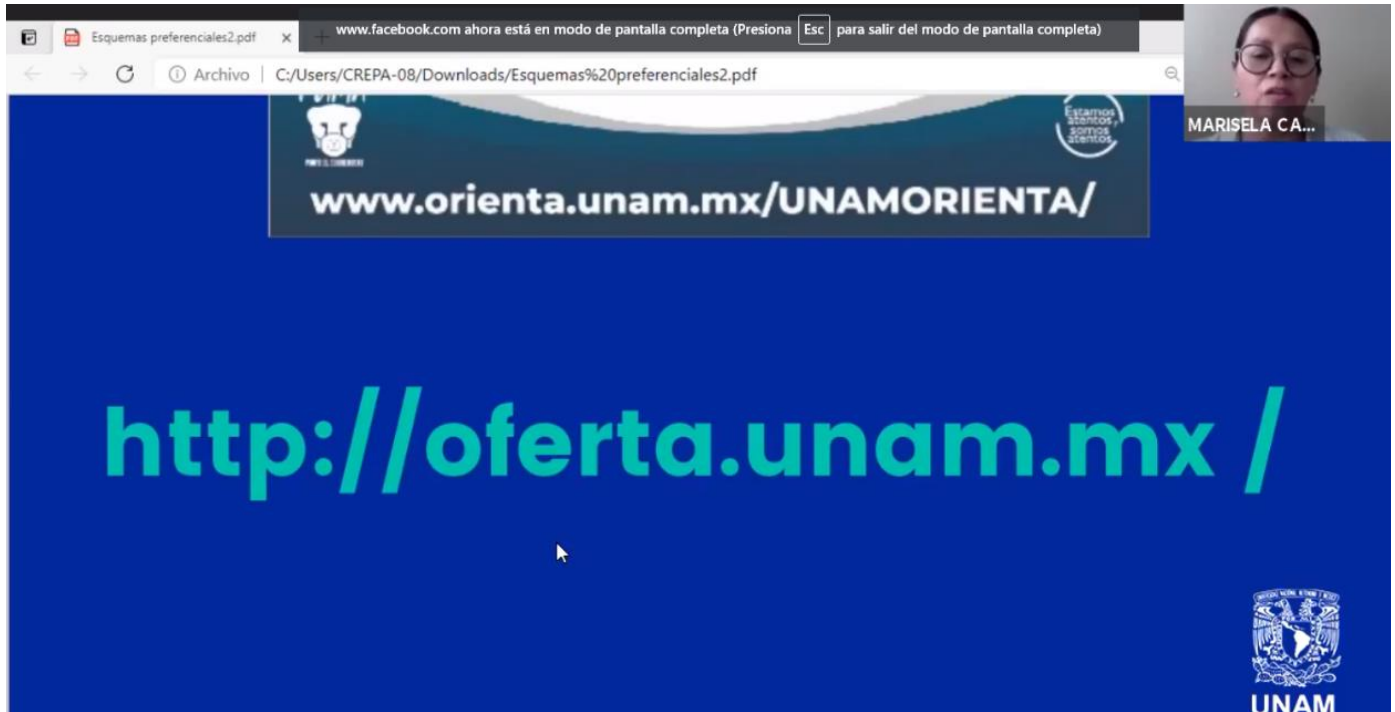 Esquemas preferenciales2.pdf
www.facebook.com ahora está en modo de pantalla completa (Presiona Esc para salir del modo de pantalla completa)
Archivo C:/Users/CREPA-08/Downloads/Esquemas%20preferenciales2.pdf
MARISELA CA...
Estamos
atentos,
somos
atentos
www.orienta.unam.mx/UNAMORIENTA/
http://oferta.unam.mx /
UNAM